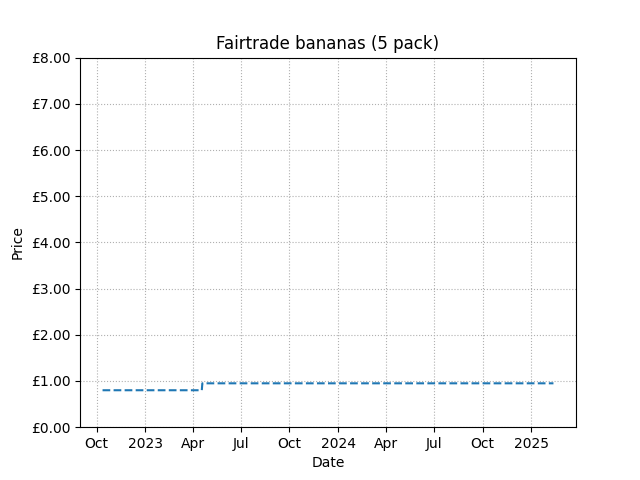 Fairtrade bananas (5 pack)
£8.00
£7.00
£6.00
£5.00
£4.00
£3.00
£2.00
£1.00
£0.00
Price
Oct 2023 Apr Jul Oct 2024 Apr Jul Oct 2025
Date